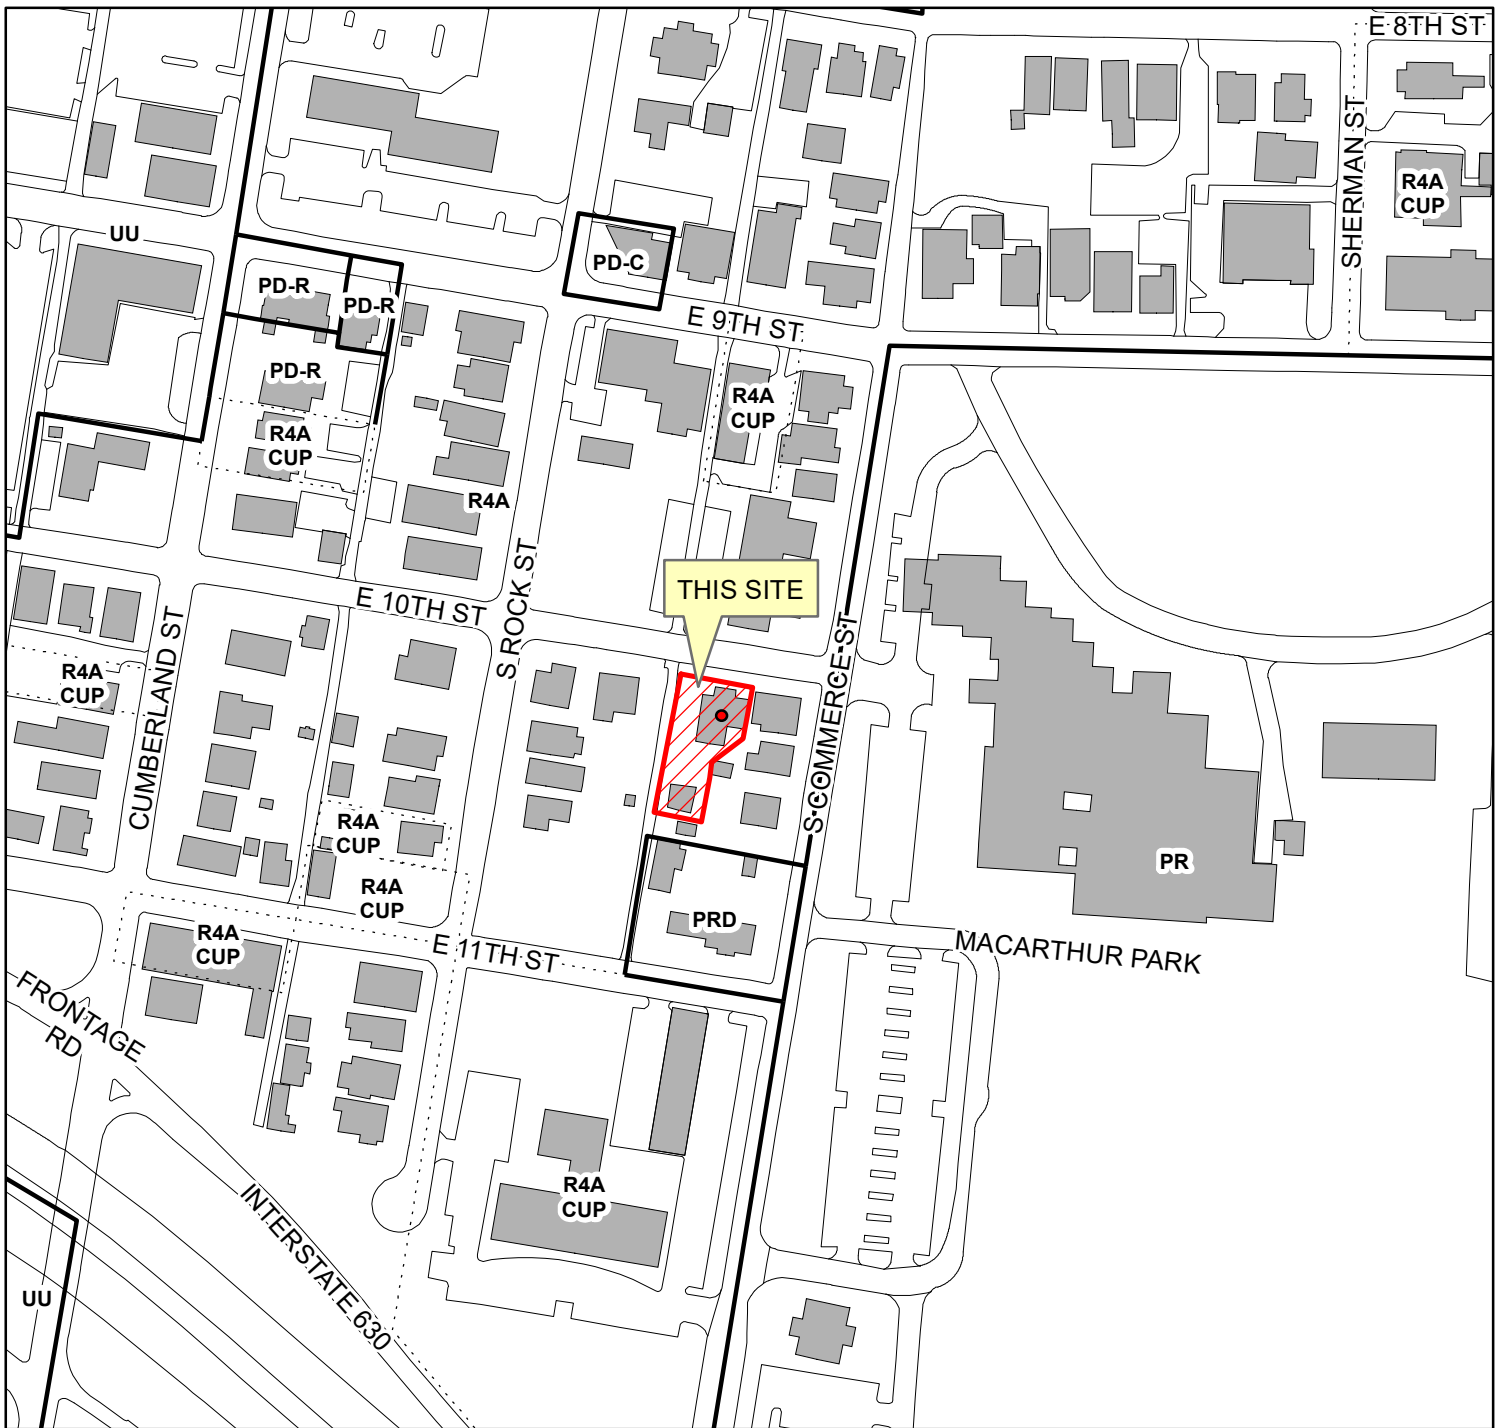 E 8TH ST
SHERMAN ST
R4A
CUP
UU
PD-C
PD-R
PD-R
E 9TH ST
PD-R
R4A
CUP
R4A
CUP
R4A
S ROCK ST
THIS SITE
E 10TH ST
CUMBERLAND ST
S COMMERCE ST
R4A
CUP
R4A
CUP
PR
R4A
CUP
PRD
R4A
CUP
E 11TH ST
MACARTHUR PARK
FRONTAGE
RD
R4A
CUP
INTERSTATE 630
UU